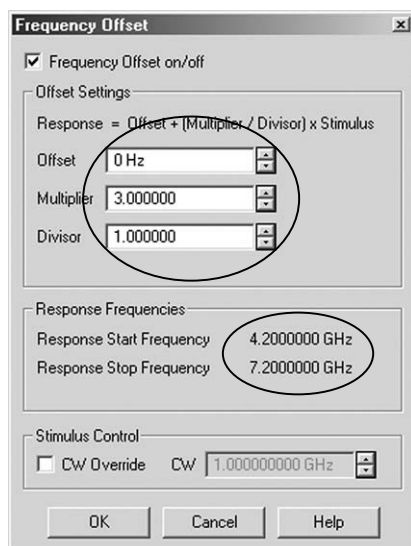 Frequency Offset
Frequency Offset on/off
Offset Settings
Response = Offset + (Multiplier / Divisor) x Stimulus
Offset 0 Hz
Multiplier 3.000000
Divisor 1.000000
Response Frequencies
Response Start Frequency 4.2000000 GHz
Response Stop Frequency 7.2000000 GHz
Stimulus Control
CW Override CW 1.000000000 GHz
OK Cancel Help